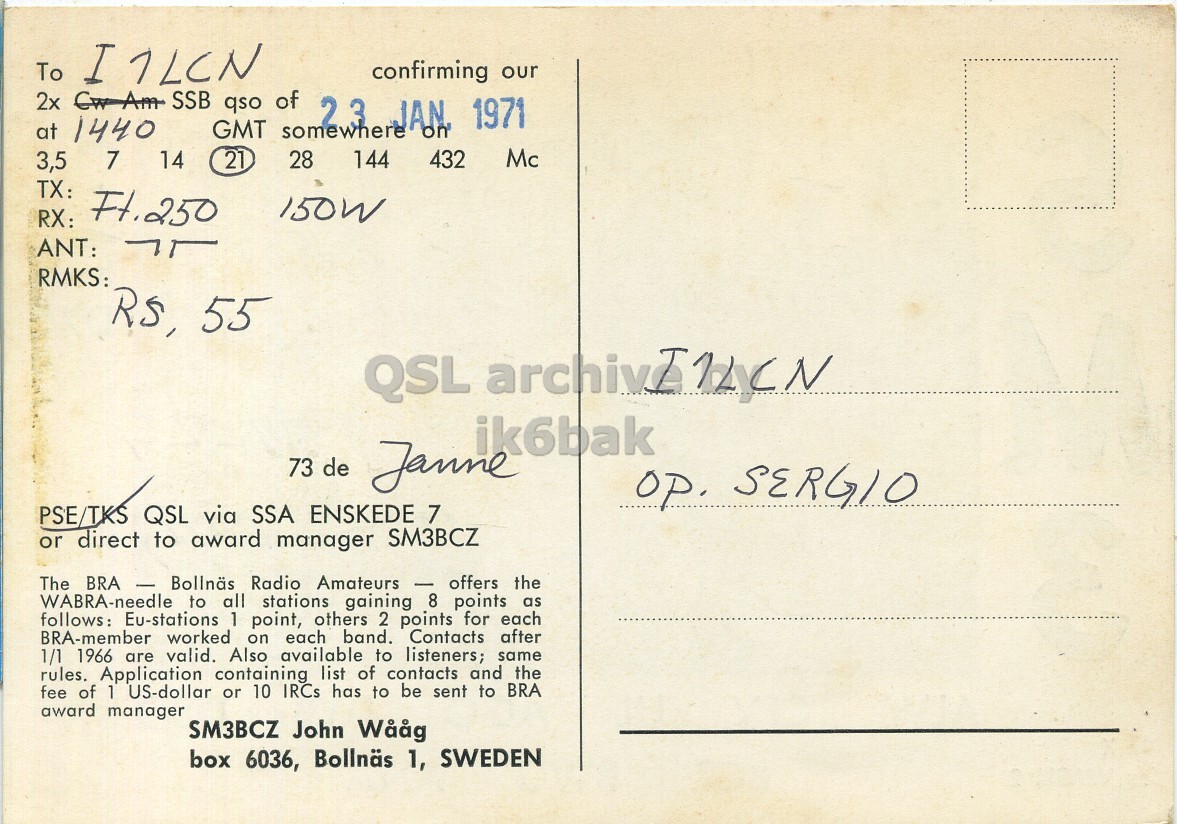 To I1LCN confirming our
2x Cw-Am SSB qso of 23 JAN. 1971
at 1440 GMT somewhere on
3,5 7 14 21 28 144 432 Mc
TX:
RX: Ft. 250 150W
ANT:
RMKS:
RS, 55
73 de Janne
PSE/TKS QSL via SSA ENSKEDE 7
or direct to award manager SM3BCZ
The BRA — Bollnäs Radio Amateurs — offers the
WABRA-needle to all stations gaining 8 points as
follows: Eu-stations 1 point, others 2 points for each
BRA-member worked on each band. Contacts after
1/1 1966 are valid. Also available to listeners; same
rules. Application containing list of contacts and the
fee of 1 US-dollar or 10 IRCs has to be sent to BRA
award manager
SM3BCZ John Wååg
box 6036, Bollnäs 1, SWEDEN
I1LCN
op. SERGIO
QSL archive by
ik6bak